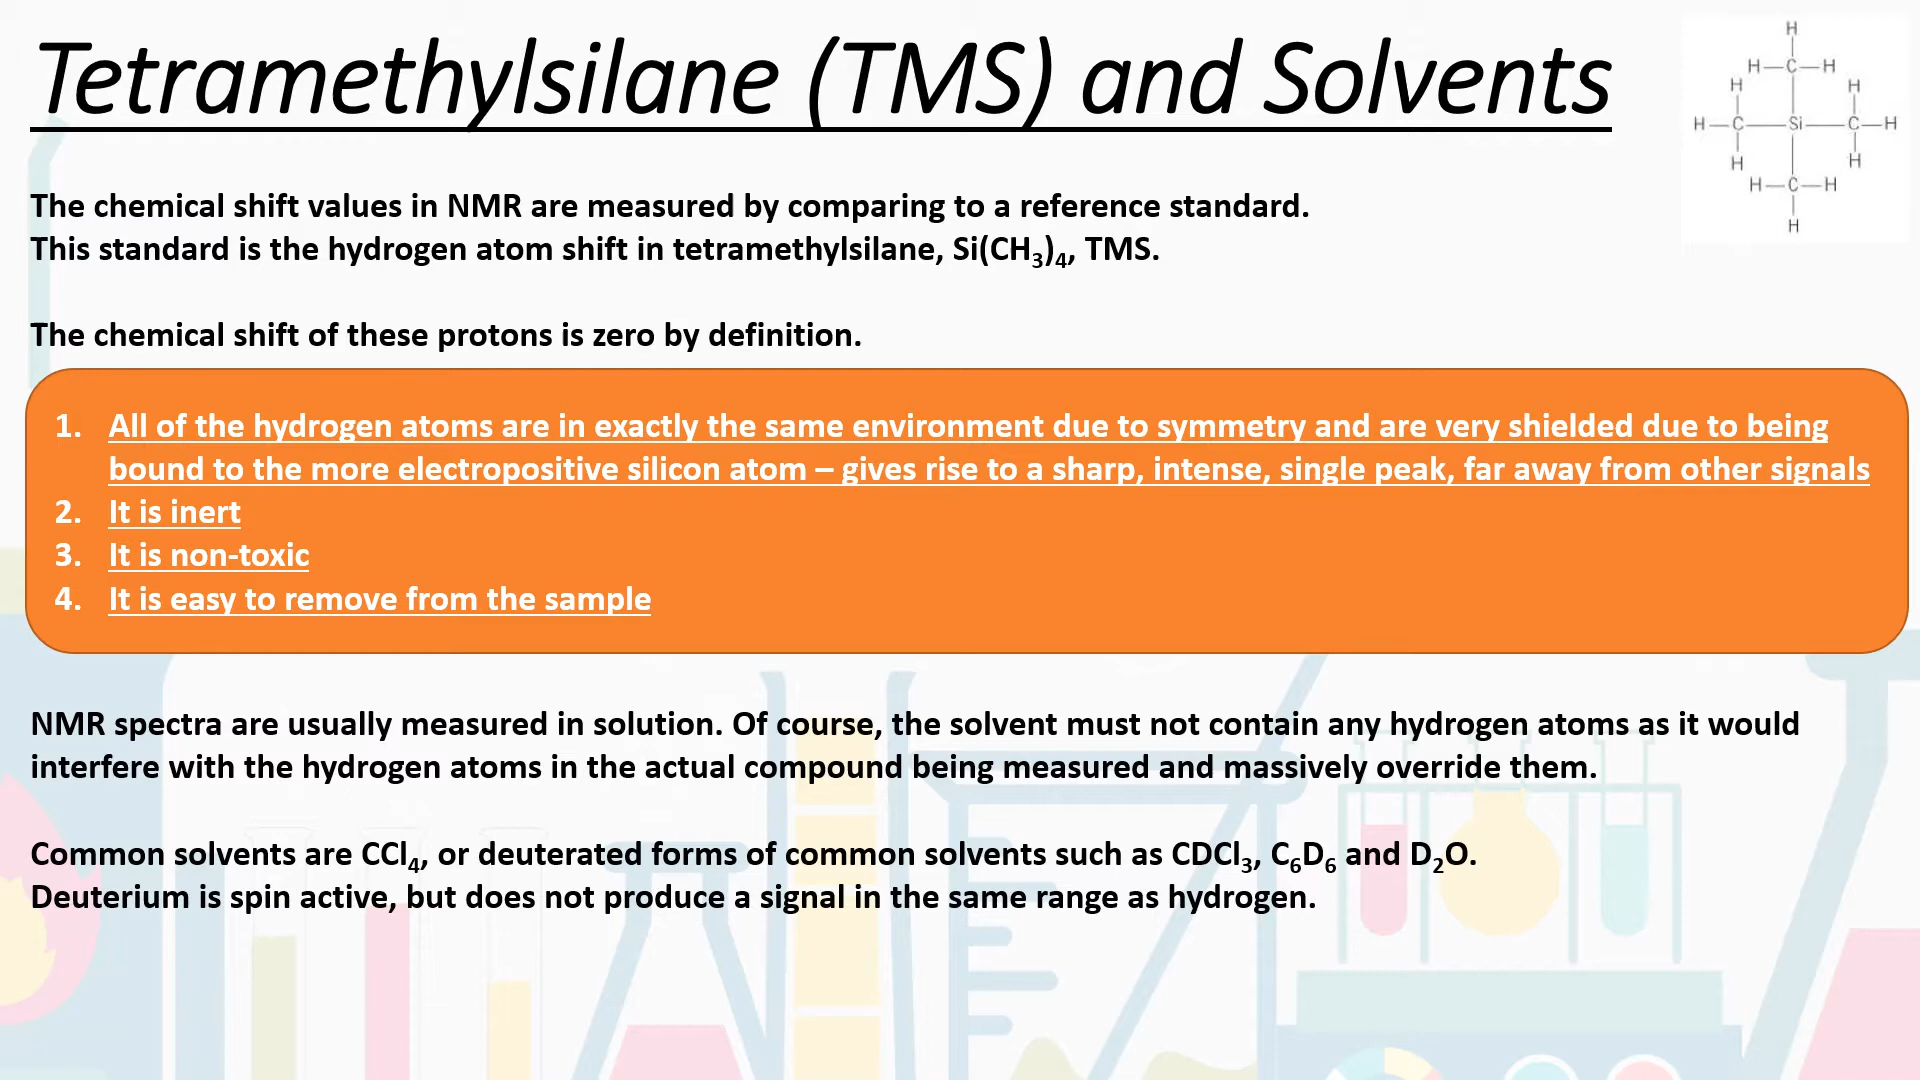 Tetramethylsilane (TMS) and Solvents
H
H—C—H
H H
H—C—Si—C—H
H H
H—C—H
H
The chemical shift values in NMR are measured by comparing to a reference standard.
This standard is the hydrogen atom shift in tetramethylsilane, Si(CH₃)₄, TMS.
The chemical shift of these protons is zero by definition.
1. All of the hydrogen atoms are in exactly the same environment due to symmetry and are very shielded due to being
bound to the more electropositive silicon atom – gives rise to a sharp, intense, single peak, far away from other signals
2. It is inert
3. It is non-toxic
4. It is easy to remove from the sample
NMR spectra are usually measured in solution. Of course, the solvent must not contain any hydrogen atoms as it would
interfere with the hydrogen atoms in the actual compound being measured and massively override them.
Common solvents are CCl₄, or deuterated forms of common solvents such as CDCl₃, C₆D₆ and D₂O.
Deuterium is spin active, but does not produce a signal in the same range as hydrogen.